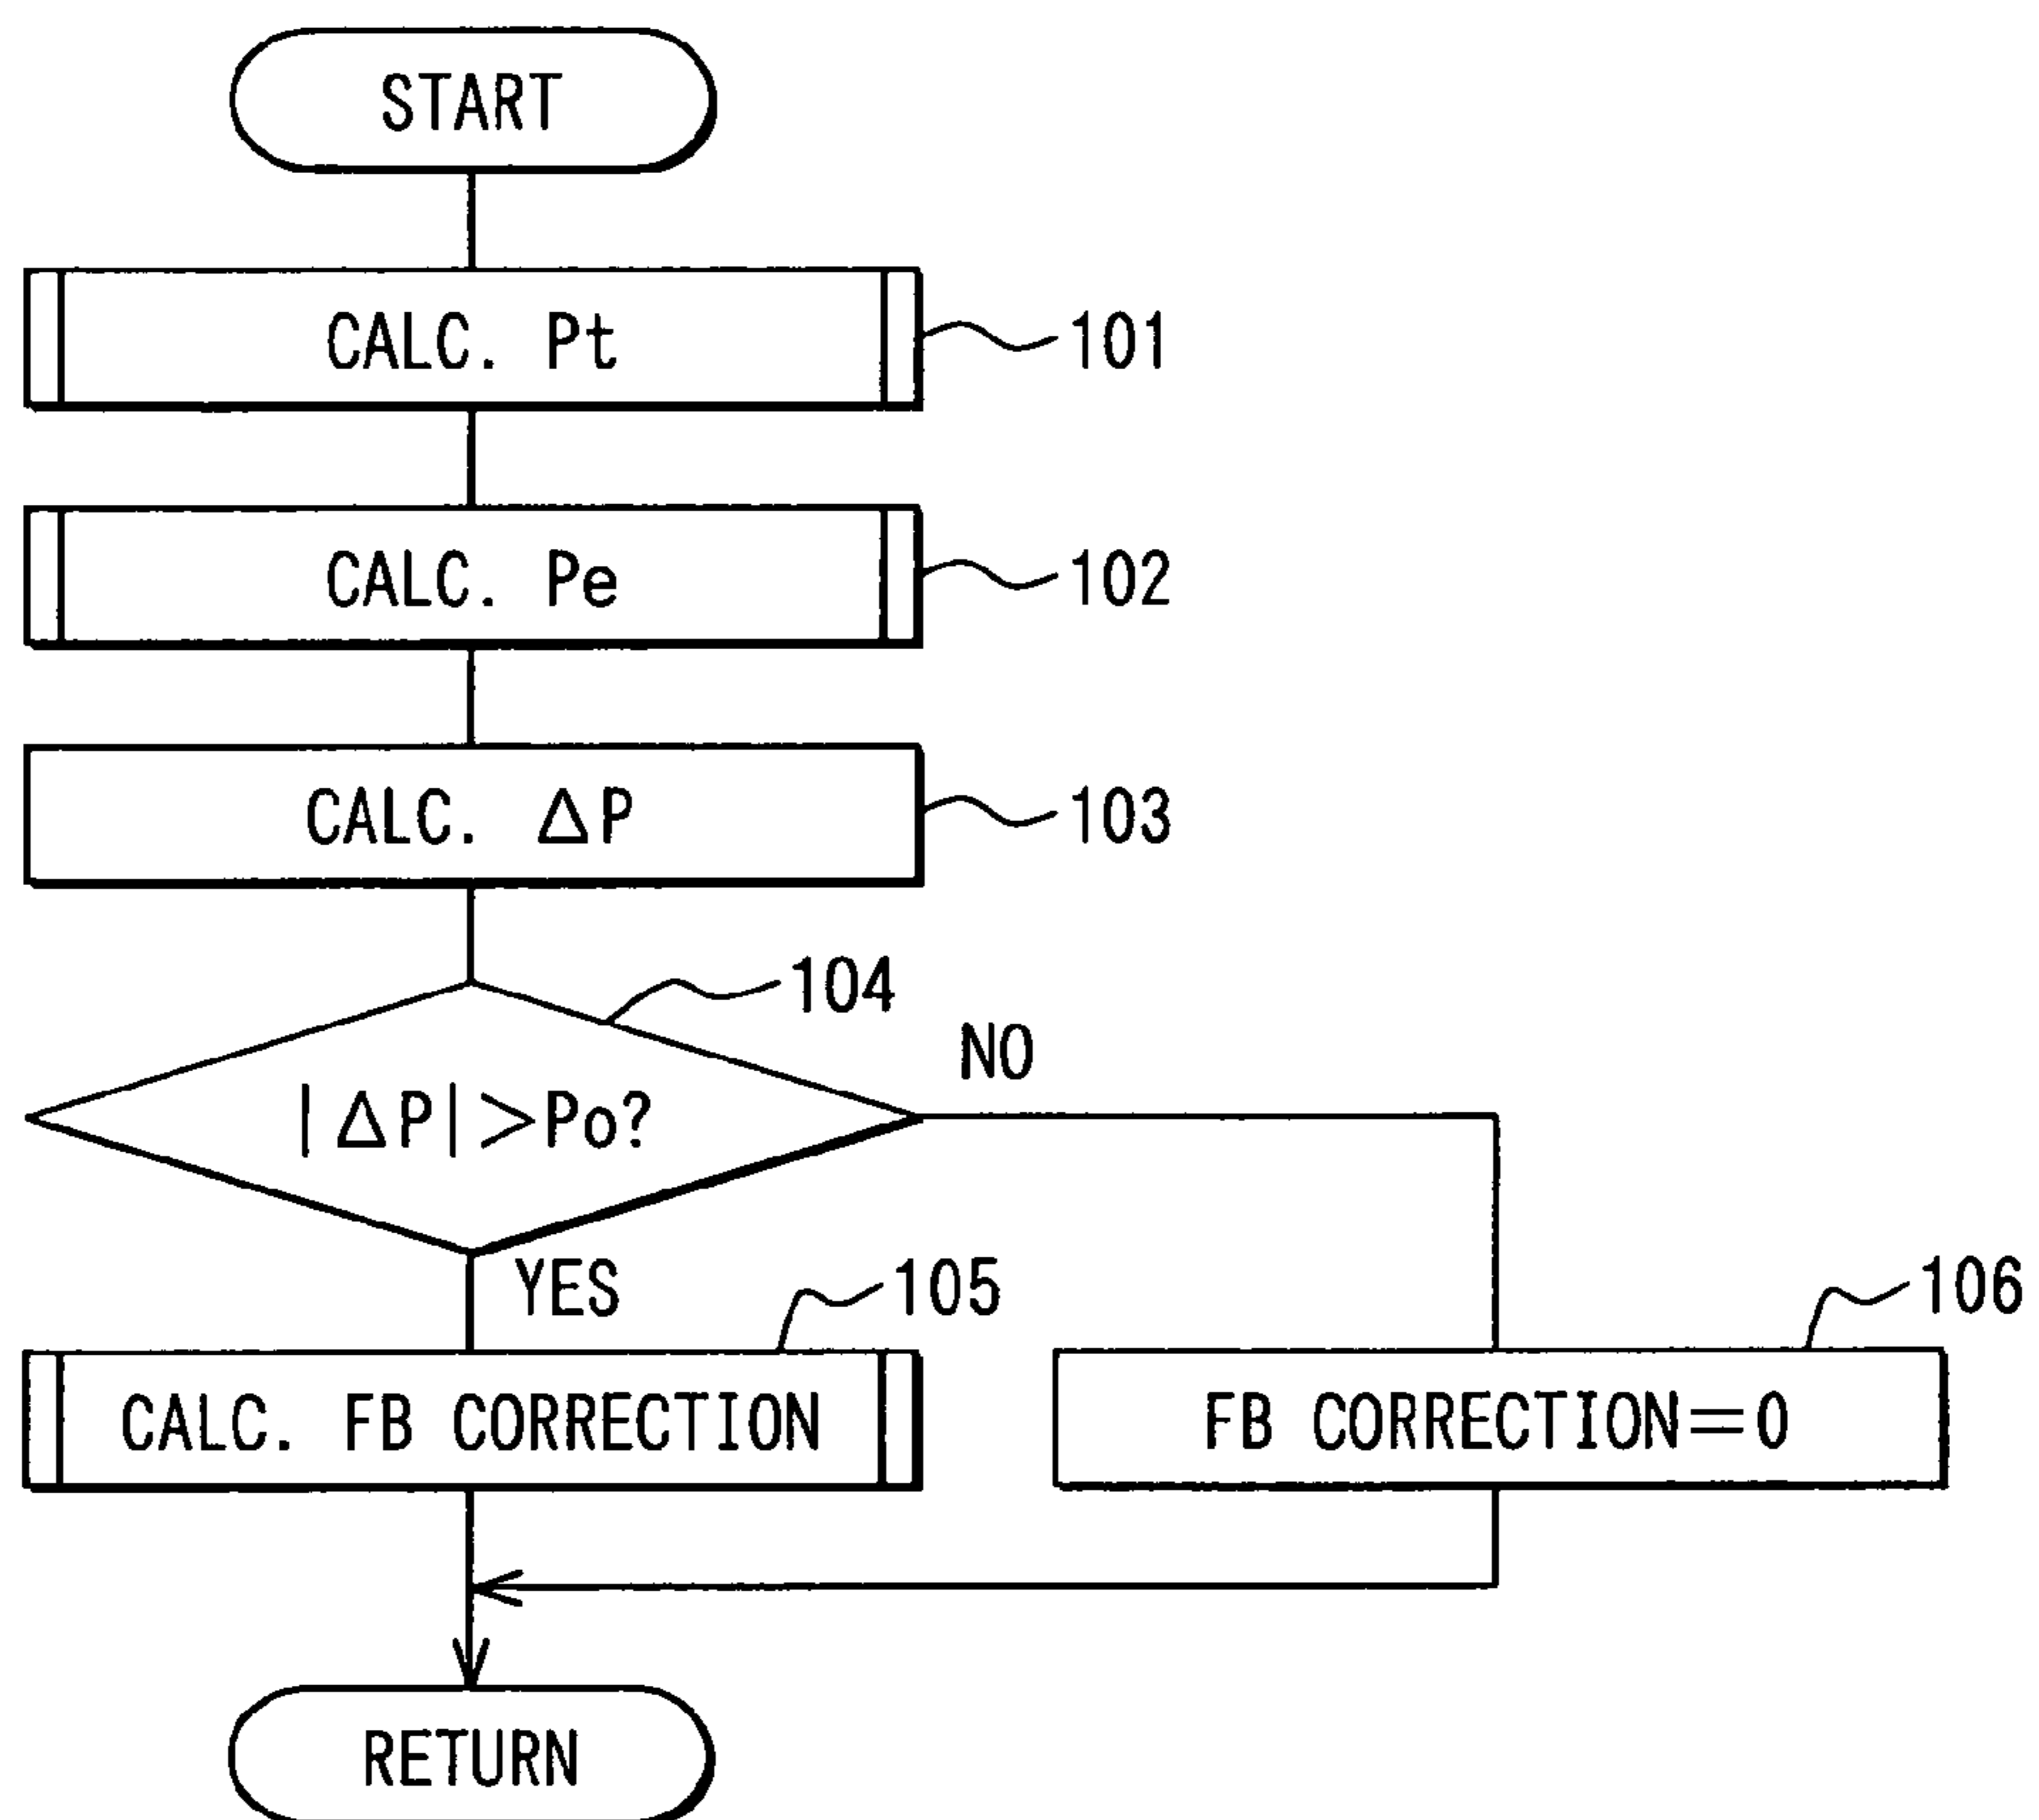 START
CALC. Pt
101
CALC. Pe
102
CALC. ΔP
103
104
NO
|ΔP|>Po?
YES
105
106
CALC. FB CORRECTION
FB CORRECTION=0
RETURN